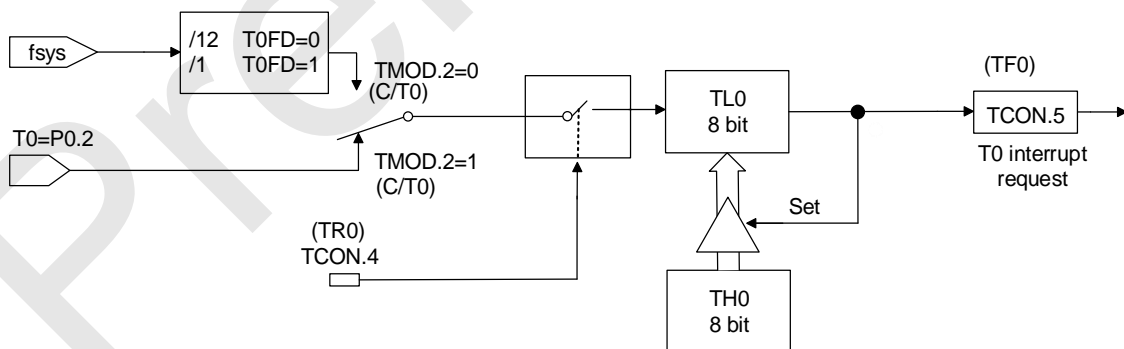 fsys
/12 T0FD=0
/1 T0FD=1
TMOD.2=0
(C/T0)
T0=P0.2
TMOD.2=1
(C/T0)
(TR0)
TCON.4
TL0
8 bit
Set
TH0
8 bit
(TF0)
TCON.5
T0 interrupt
request